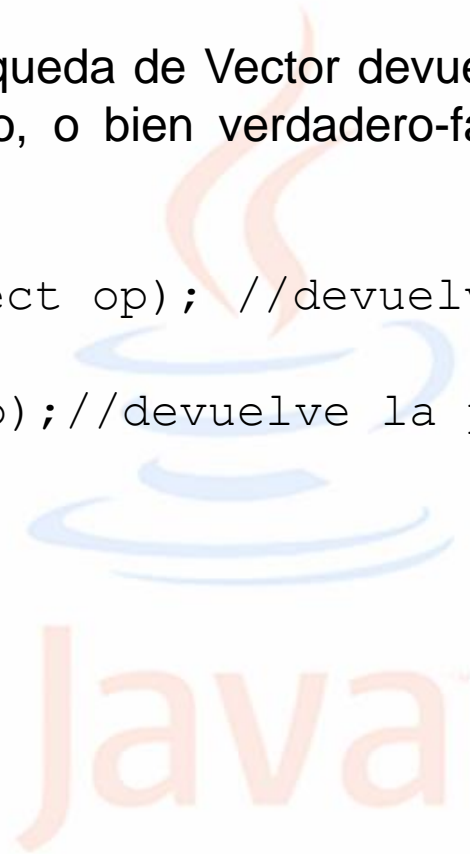 queda de Vector devue
o, o bien verdadero-fa
ect op); //devuelv
o);//devuelve la p
Java